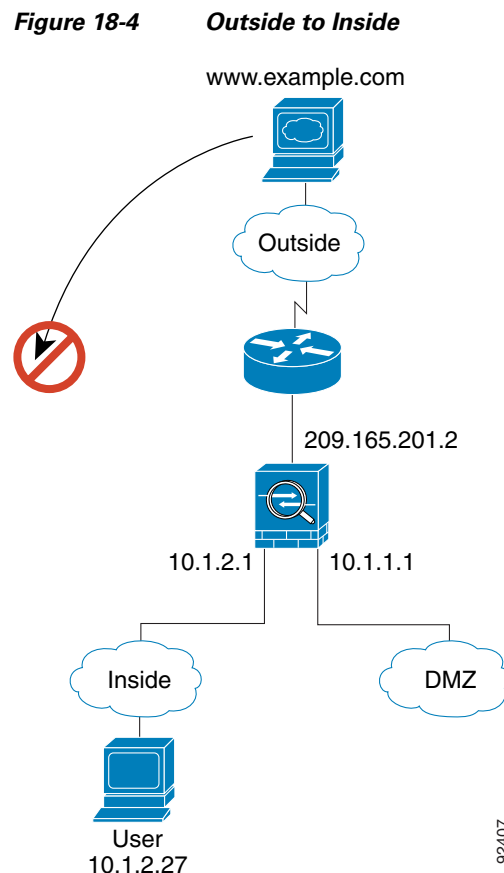 Figure 18-4 Outside to Inside
www.example.com
Outside
209.165.201.2
10.1.2.1 10.1.1.1
Inside DMZ
User
10.1.2.27
92407